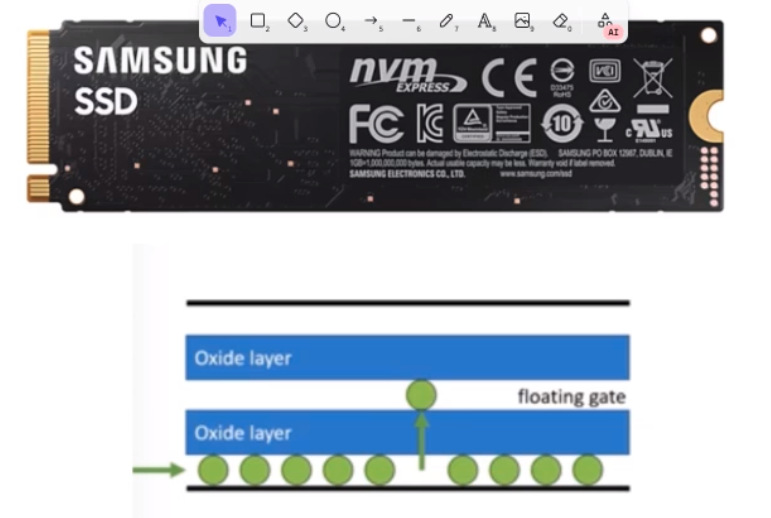 1
2
3
4
5
6
7
A
8
9
0
AI
SAMSUNG
SSD
nvm
EXPRESS
CE
D33475
RoHS
FC
10
c RU us
WARNING Product can be damaged by Electrostatic Discharge (ESD). SAMSUNG PO BOX 12987, DUBLIN, IE
1GB=1,000,000,000 bytes. Actual usable capacity may be less. Warranty void if label removed.
SAMSUNG ELECTRONICS CO., LTD. www.samsung.com/ssd
Oxide layer
floating gate
Oxide layer